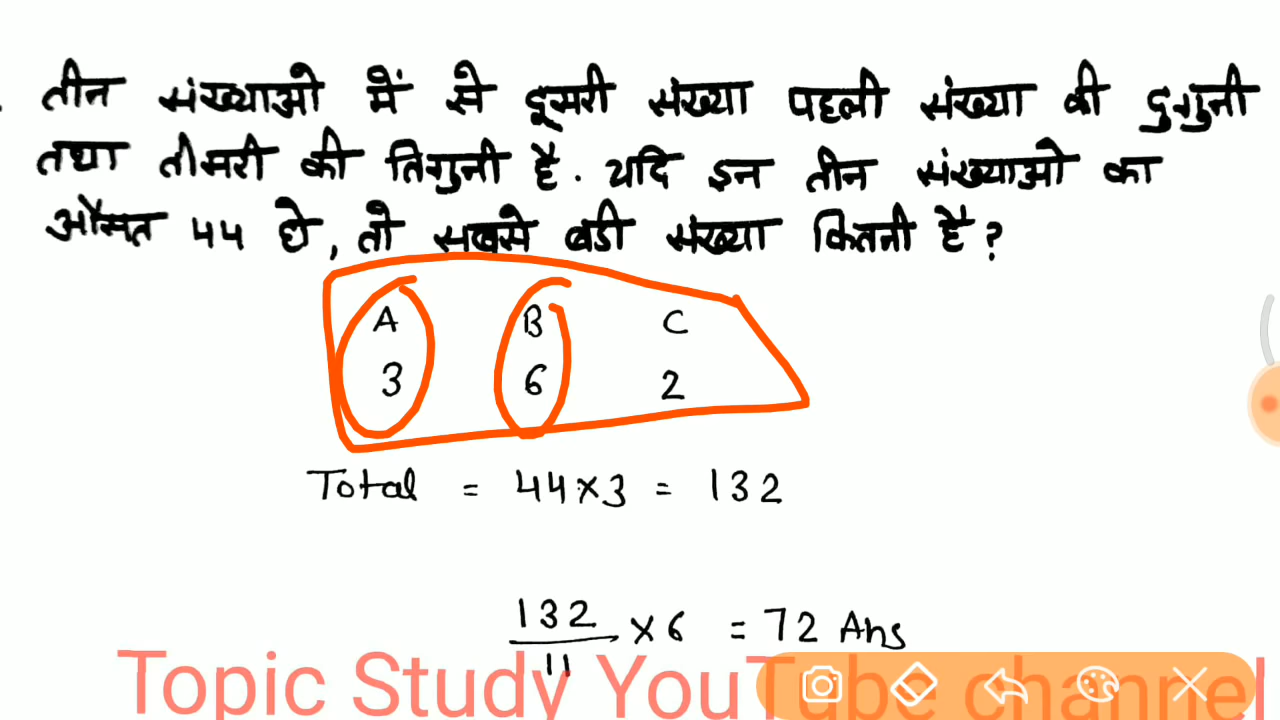 तीन संख्याओ में से दूसरी संख्या पहली संख्या की दुगुनी
तथा तीसरी की तिगुनी है. यदि इन तीन संख्याओ का
औसत 44 हो, तो सबसे बडी संख्या कितनी है?
A B C
3 6 2
Total = 44×3 = 132
132/11 ×6 = 72 Ans
Topic Study YouTube channel